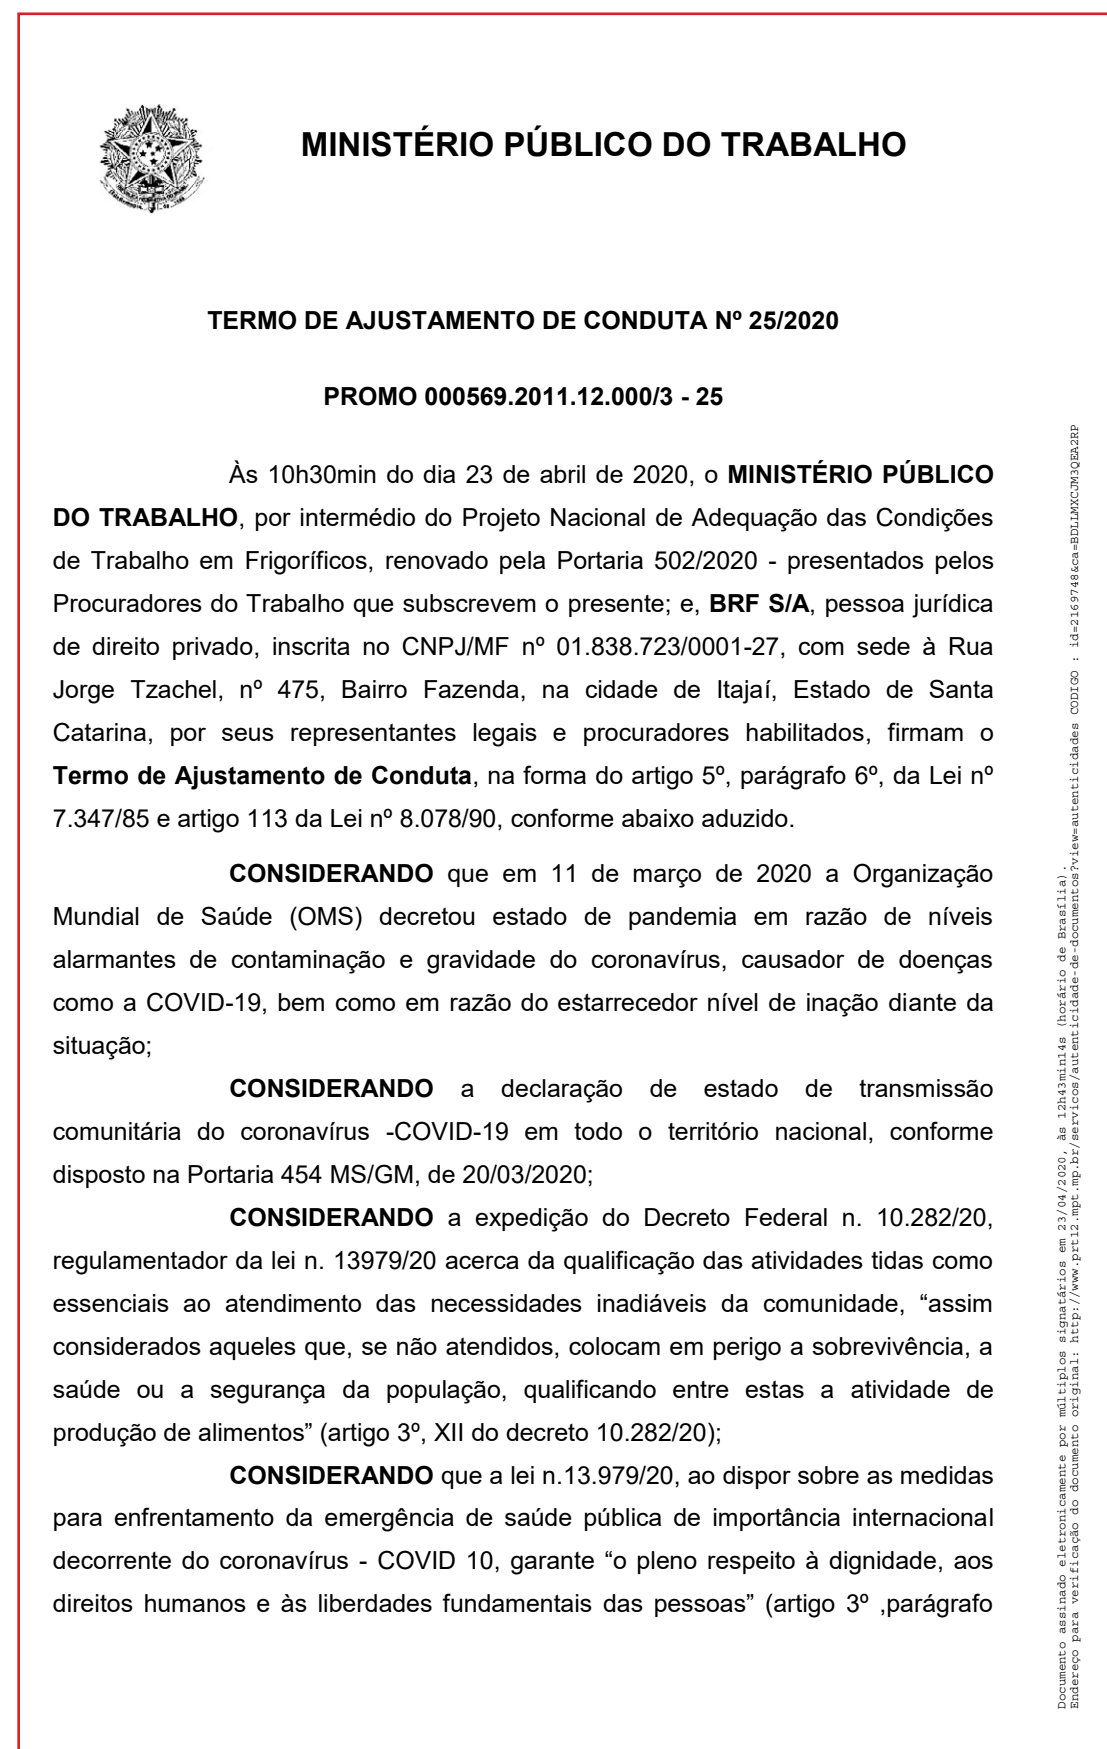 MINISTÉRIO PÚBLICO DO TRABALHO
TERMO DE AJUSTAMENTO DE CONDUTA Nº 25/2020
PROMO 000569.2011.12.000/3 - 25
Às 10h30min do dia 23 de abril de 2020, o MINISTÉRIO PÚBLICO
DO TRABALHO, por intermédio do Projeto Nacional de Adequação das Condições
de Trabalho em Frigoríficos, renovado pela Portaria 502/2020 - presentados pelos
Procuradores do Trabalho que subscrevem o presente; e, BRF S/A, pessoa jurídica
de direito privado, inscrita no CNPJ/MF nº 01.838.723/0001-27, com sede à Rua
Jorge Tzachel, nº 475, Bairro Fazenda, na cidade de Itajaí, Estado de Santa
Catarina, por seus representantes legais e procuradores habilitados, firmam o
Termo de Ajustamento de Conduta, na forma do artigo 5º, parágrafo 6º, da Lei nº
7.347/85 e artigo 113 da Lei nº 8.078/90, conforme abaixo aduzido.
CONSIDERANDO que em 11 de março de 2020 a Organização
Mundial de Saúde (OMS) decretou estado de pandemia em razão de níveis
alarmantes de contaminação e gravidade do coronavírus, causador de doenças
como a COVID-19, bem como em razão do estarrecedor nível de inação diante da
situação;
CONSIDERANDO a declaração de estado de transmissão
comunitária do coronavírus -COVID-19 em todo o território nacional, conforme
disposto na Portaria 454 MS/GM, de 20/03/2020;
CONSIDERANDO a expedição do Decreto Federal n. 10.282/20,
regulamentador da lei n. 13979/20 acerca da qualificação das atividades tidas como
essenciais ao atendimento das necessidades inadiáveis da comunidade, “assim
considerados aqueles que, se não atendidos, colocam em perigo a sobrevivência, a
saúde ou a segurança da população, qualificando entre estas a atividade de
produção de alimentos” (artigo 3º, XII do decreto 10.282/20);
CONSIDERANDO que a lei n.13.979/20, ao dispor sobre as medidas
para enfrentamento da emergência de saúde pública de importância internacional
decorrente do coronavírus - COVID 10, garante “o pleno respeito à dignidade, aos
direitos humanos e às liberdades fundamentais das pessoas” (artigo 3º ,parágrafo
Documento assinado eletronicamente por múltiplos signatários em 23/04/2020, às 12h43min14s (horário de Brasília).
Endereço para verificação do documento original: http://www.prt12.mpt.mp.br/servicos/autenticidade-de-documentos?view=autenticidades CODIGO : id=2169748&ca=BDLLMXCJM3QEA2RP